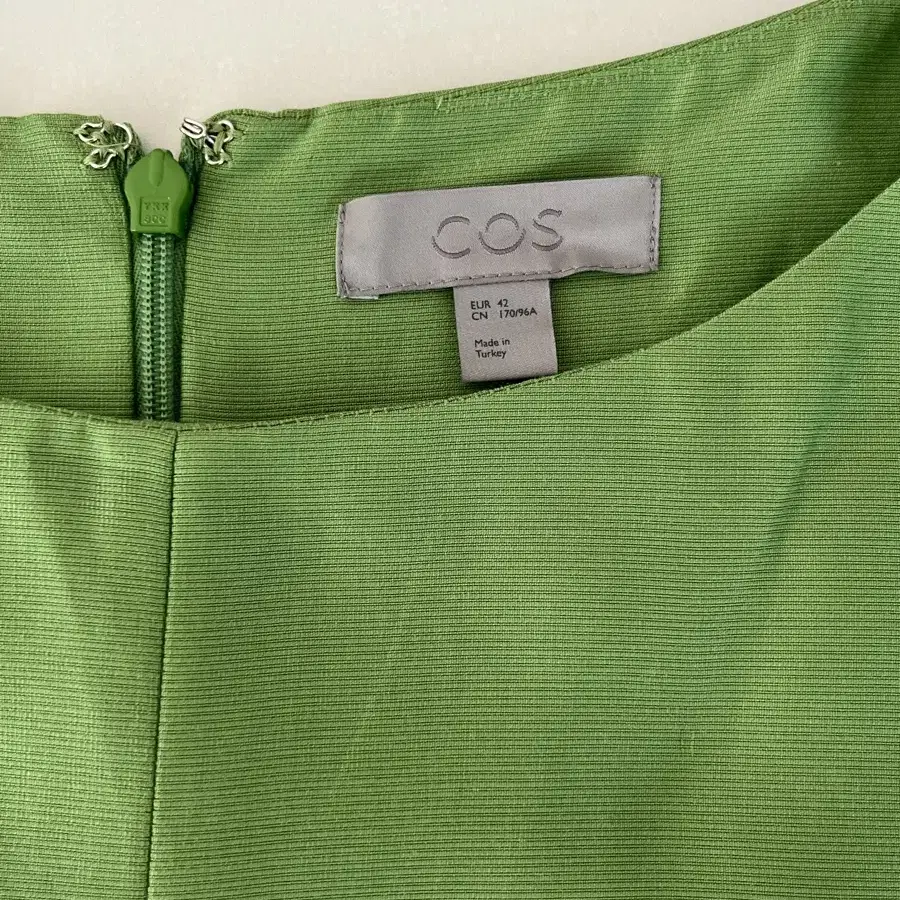 COS
EUR 42
CN 170/96A
Made in
Turkey